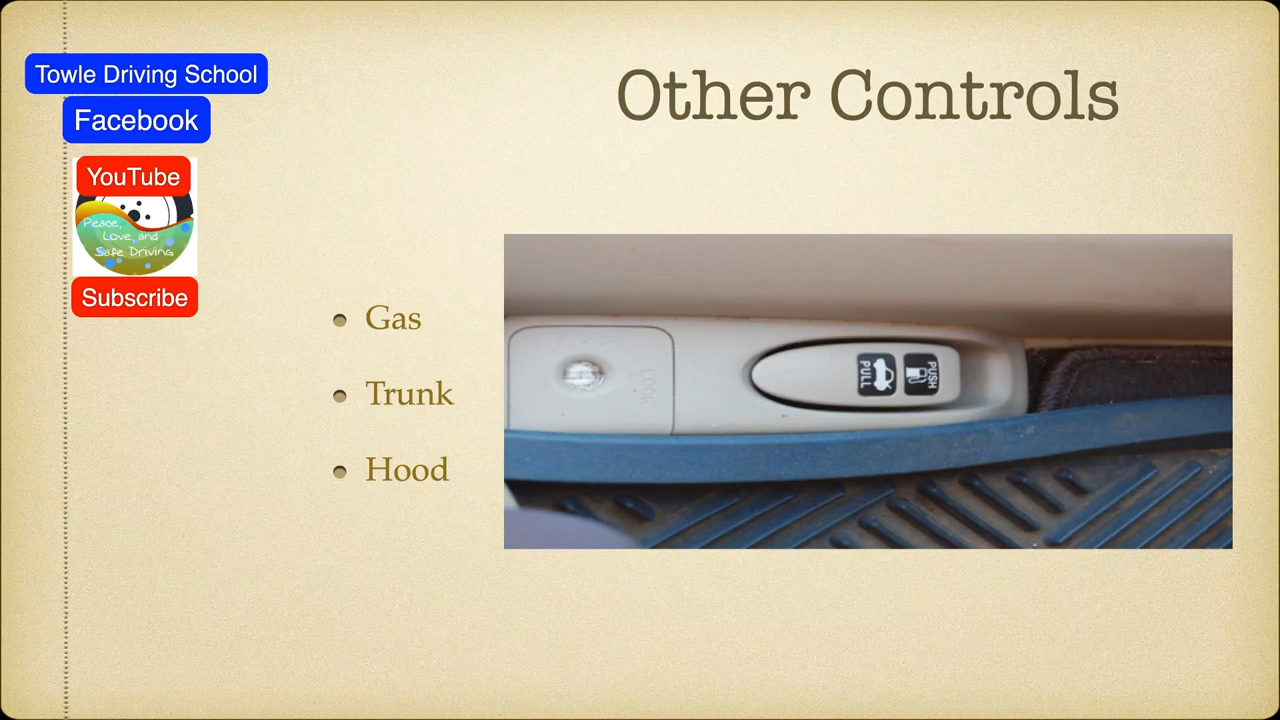 Towle Driving School
Facebook
YouTube
Peace,
Love, and
Safe Driving
Subscribe
Other Controls
Gas
Trunk
Hood
LOCK
PULL
PUSH